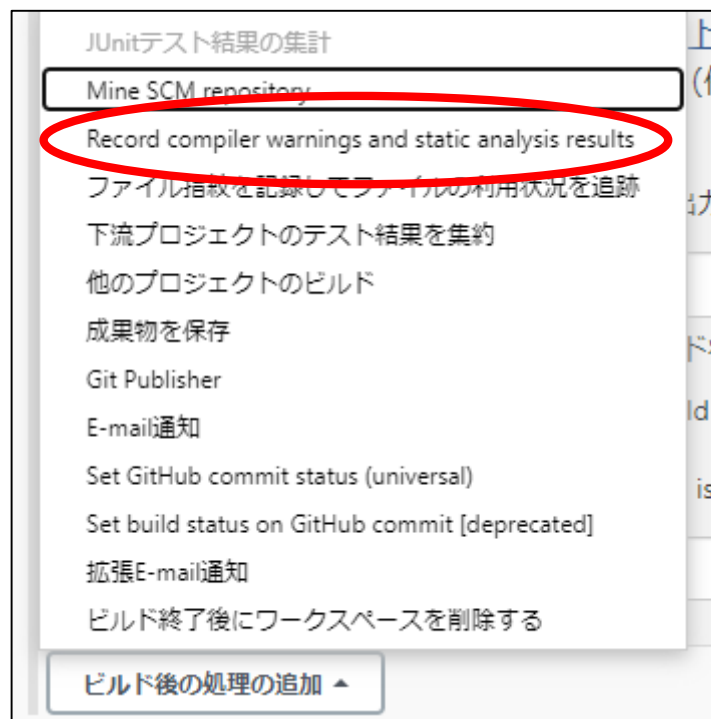 JUnitテスト結果の集計
Mine SCM repository
Record compiler warnings and static analysis results
ファイル指紋を記録してファイルの利用状況を追跡
下流プロジェクトのテスト結果を集約
他のプロジェクトのビルド
成果物を保存
Git Publisher
E-mail通知
Set GitHub commit status (universal)
Set build status on GitHub commit [deprecated]
拡張E-mail通知
ビルド終了後にワークスペースを削除する
ビルド後の処理の追加